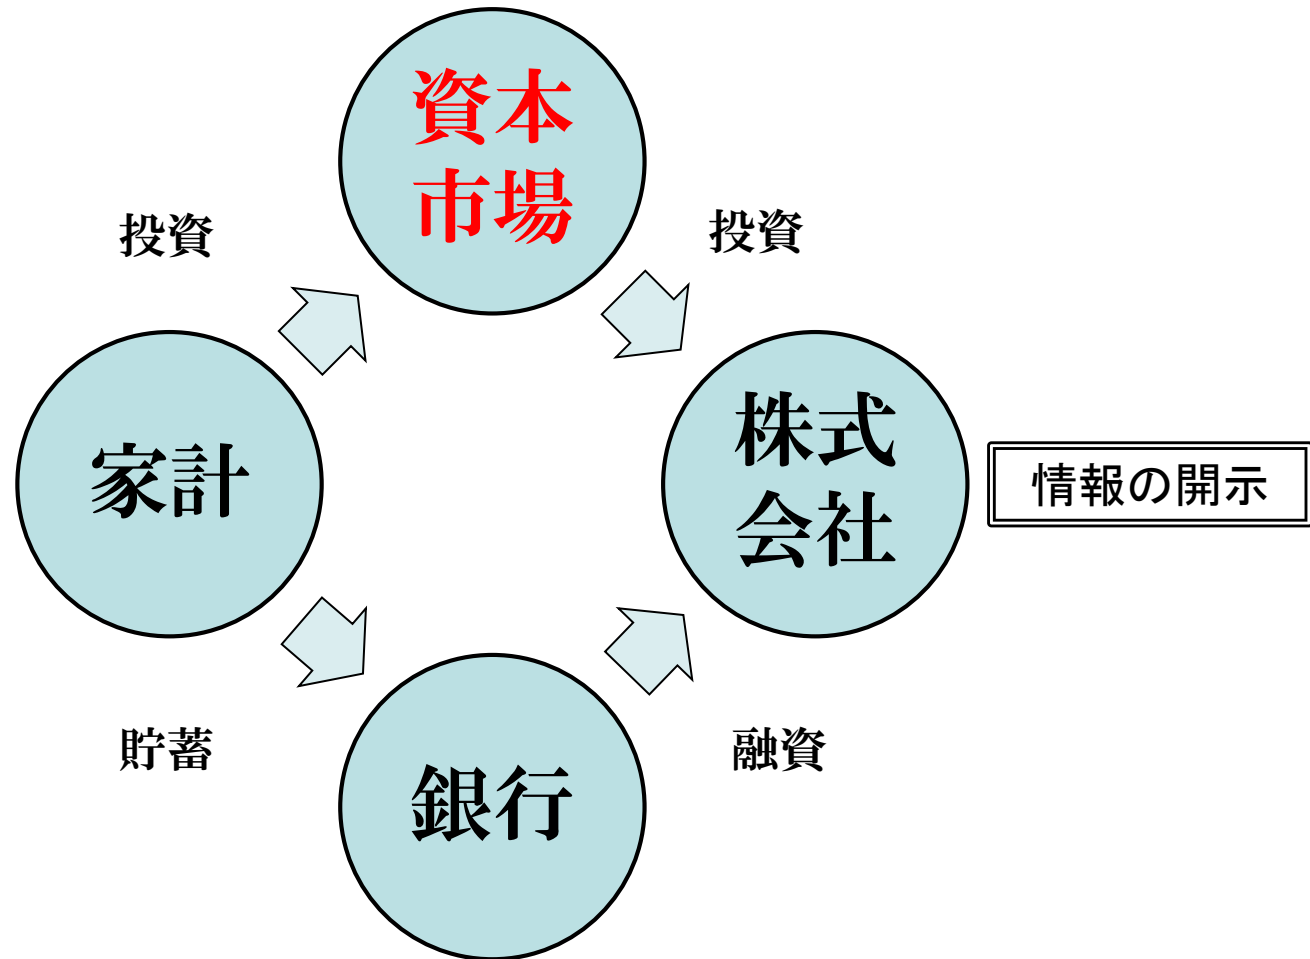 資本
市場
投資
投資
家計
株式
会社
情報の開示
貯蓄
融資
銀行